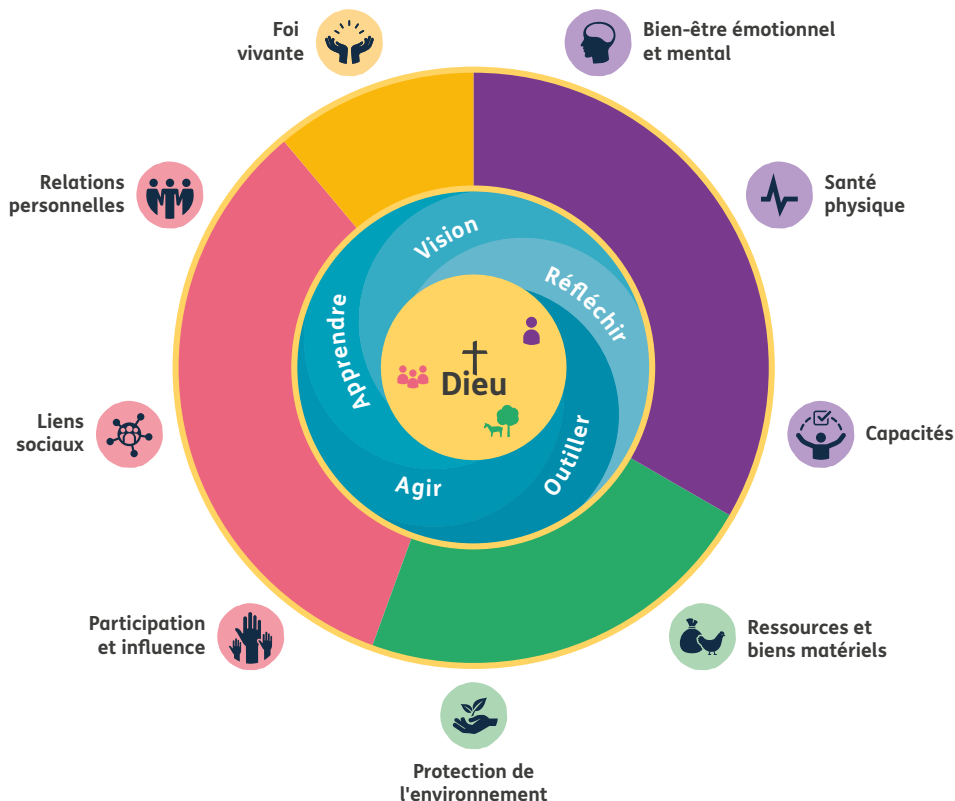 Foi
vivante
Bien-être émotionnel
et mental
Relations
personnelles
Santé
physique
Vision
Réfléchir
Apprendre
Dieu
Liens
sociaux
Capacités
Outiller
Agir
Participation
et influence
Ressources et
biens matériels
Protection de
l'environnement